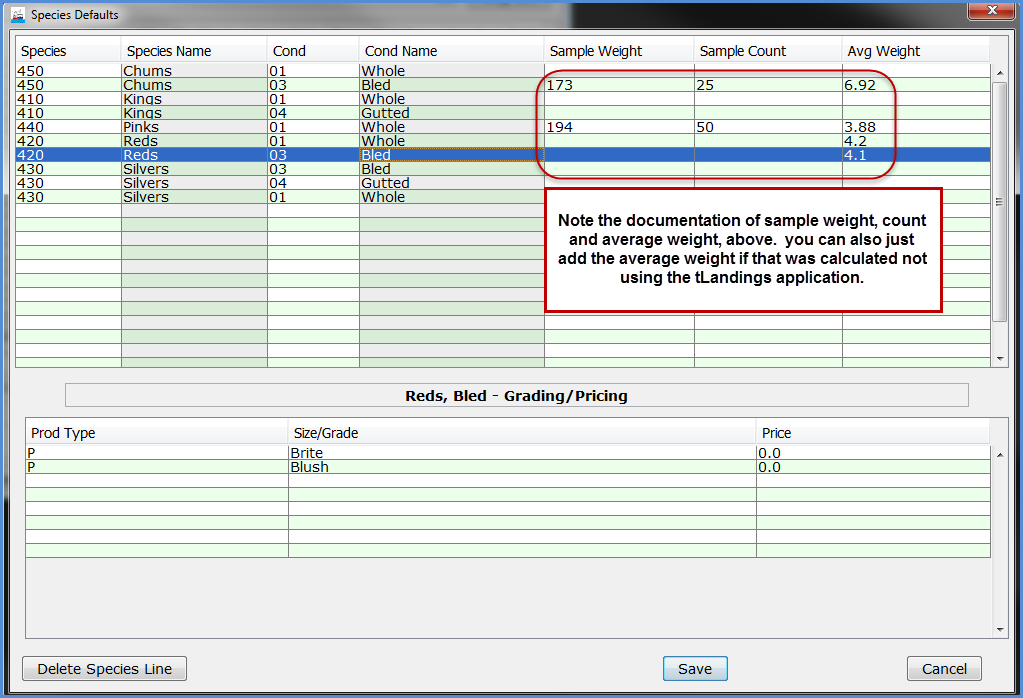 Species Defaults
Species Species Name Cond Cond Name Sample Weight Sample Count Avg Weight
450 Chums 01 Whole
450 Chums 03 Bled 173 25 6.92
410 Kings 01 Whole
410 Kings 04 Gutted
440 Pinks 01 Whole 194 50 3.88
420 Reds 01 Whole 4.2
420 Reds 03 Bled 4.1
430 Silvers 03 Bled
430 Silvers 04 Gutted
430 Silvers 01 Whole
Note the documentation of sample weight, count
and average weight, above. you can also just
add the average weight if that was calculated not
using the tLandings application.
Reds, Bled - Grading/Pricing
Prod Type Size/Grade Price
P Brite 0.0
P Blush 0.0
Delete Species Line Save Cancel